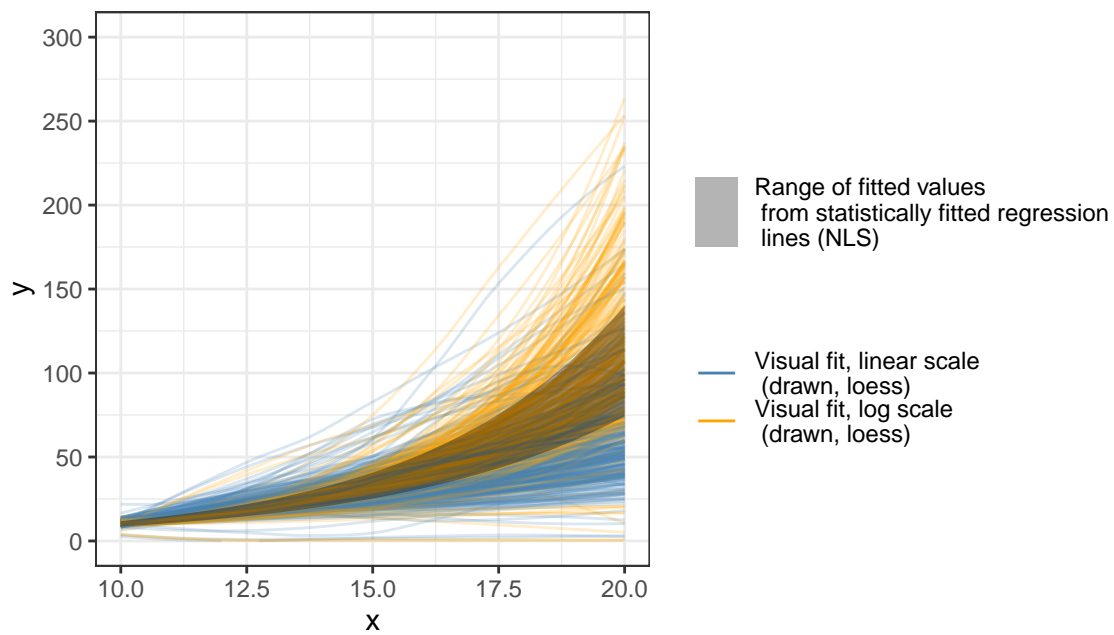 300
250
200
150
100
50
0
y
10.0 12.5 15.0 17.5 20.0
x
Range of fitted values
from statistically fitted regression
lines (NLS)
Visual fit, linear scale
(drawn, loess)
Visual fit, log scale
(drawn, loess)